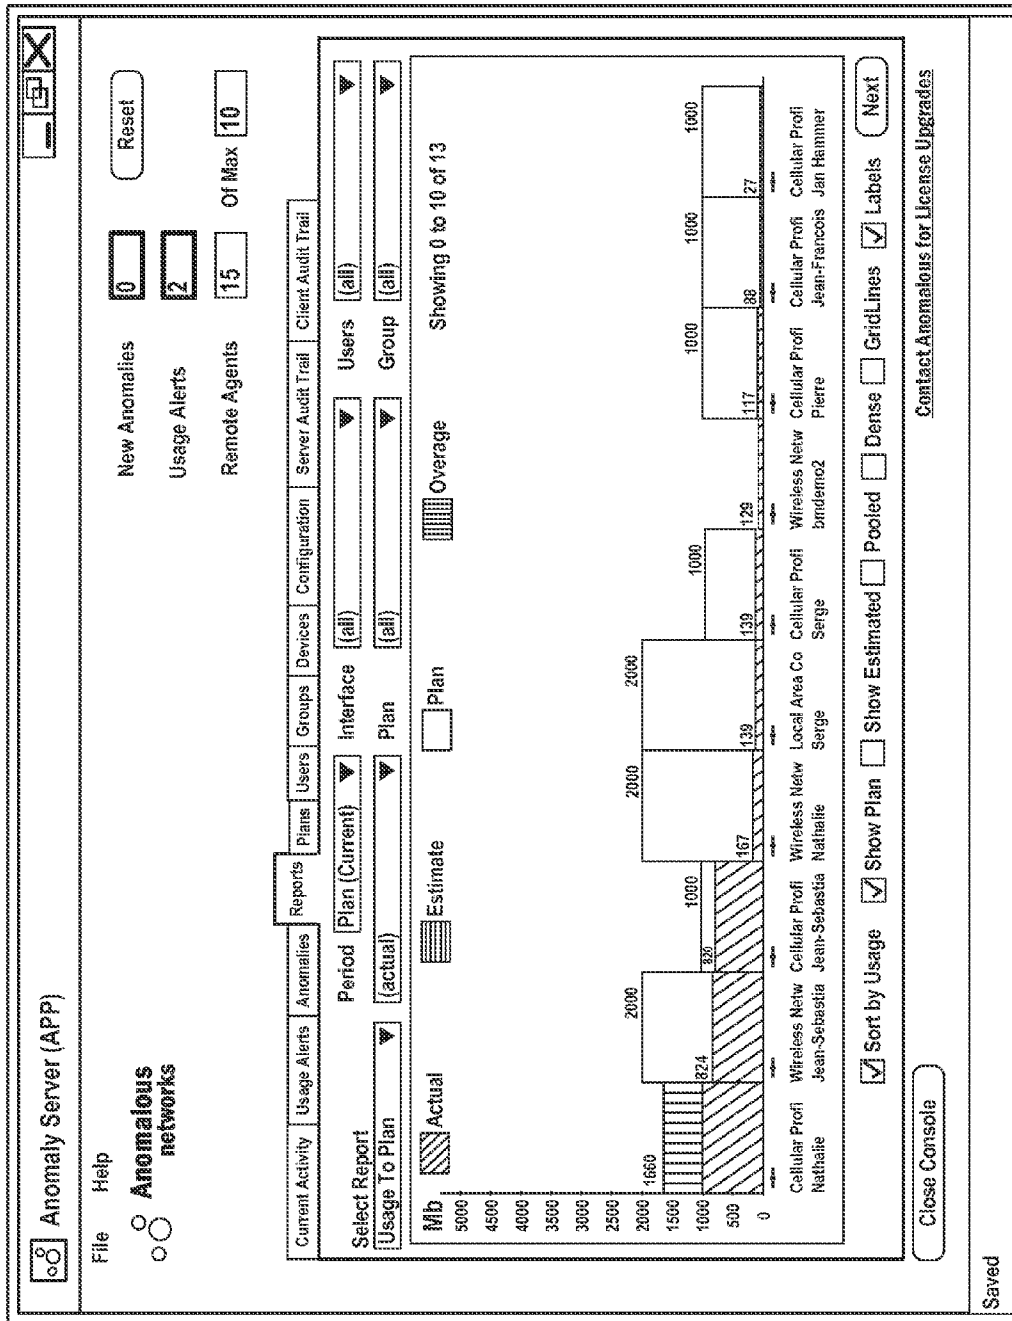 Anomaly Server (APP)
File Help
Anomalous
networks
New Anomalies 0 Reset
Usage Alerts 2
Remote Agents 15 Of Max 10
Current Activity Usage Alerts Anomalies Reports Plans Users Groups Devices Configuration Server Audit Trail Client Audit Trail
Select Report Period Plan (Current) Interface (all) Users (all)
Usage To Plan (actual) Plan (all) Group (all)
Mb Actual Estimate Plan Overage Showing 0 to 10 of 13
5000
4500
4000
3500
3000
2500
2000
1500
1000
500
0
1660
2000
824
1000
820
2000
167
2000
139
1000
139
129
1000
117
1000
88
1000
27
Cellular Profi Wireless Netw Cellular Profi Wireless Netw Local Area Co Cellular Profi Wireless Netw Cellular Profi Cellular Profi Cellular Profi
Nathalie Jean-Sebastia Jean-Sebastia Nathalie Serge Serge bmdemo2 Pierre Jean-Francois Jan Hammer
Sort by Usage Show Plan Show Estimated Pooled Dense GridLines Labels Next
Close Console Contact Anomalous for License Upgrades
Saved